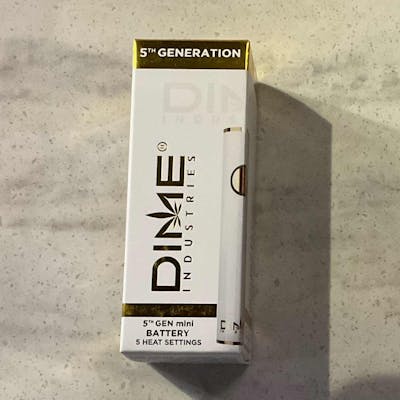 5TH GENERATION
DIME
INDUSTRIES
5TH GEN mini
BATTERY
5 HEAT SETTINGS